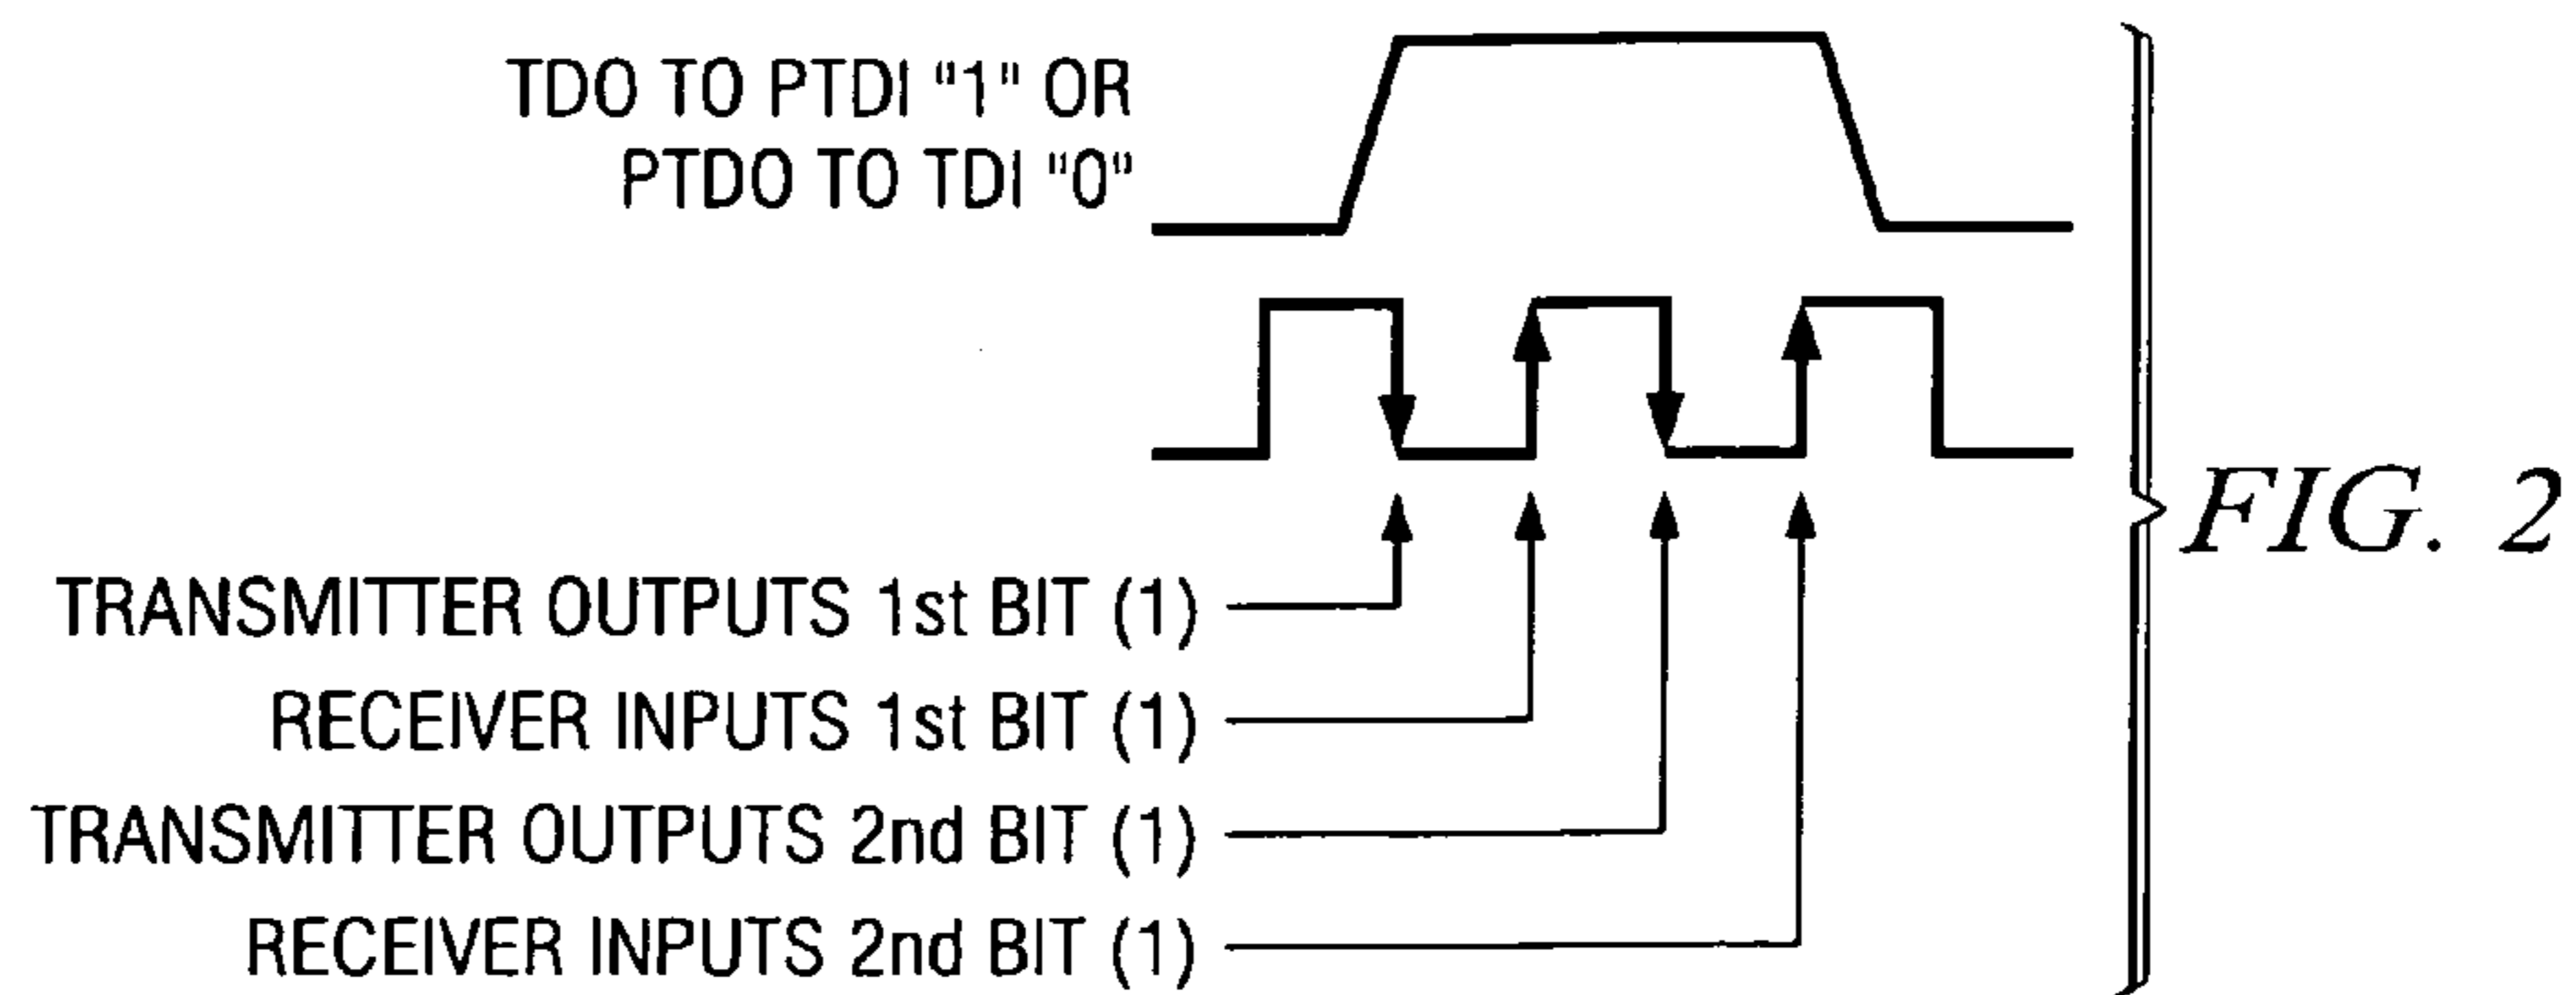 TDO TO PTDI "1" OR
PTDO TO TDI "0"
FIG. 2
TRANSMITTER OUTPUTS 1st BIT (1)
RECEIVER INPUTS 1st BIT (1)
TRANSMITTER OUTPUTS 2nd BIT (1)
RECEIVER INPUTS 2nd BIT (1)